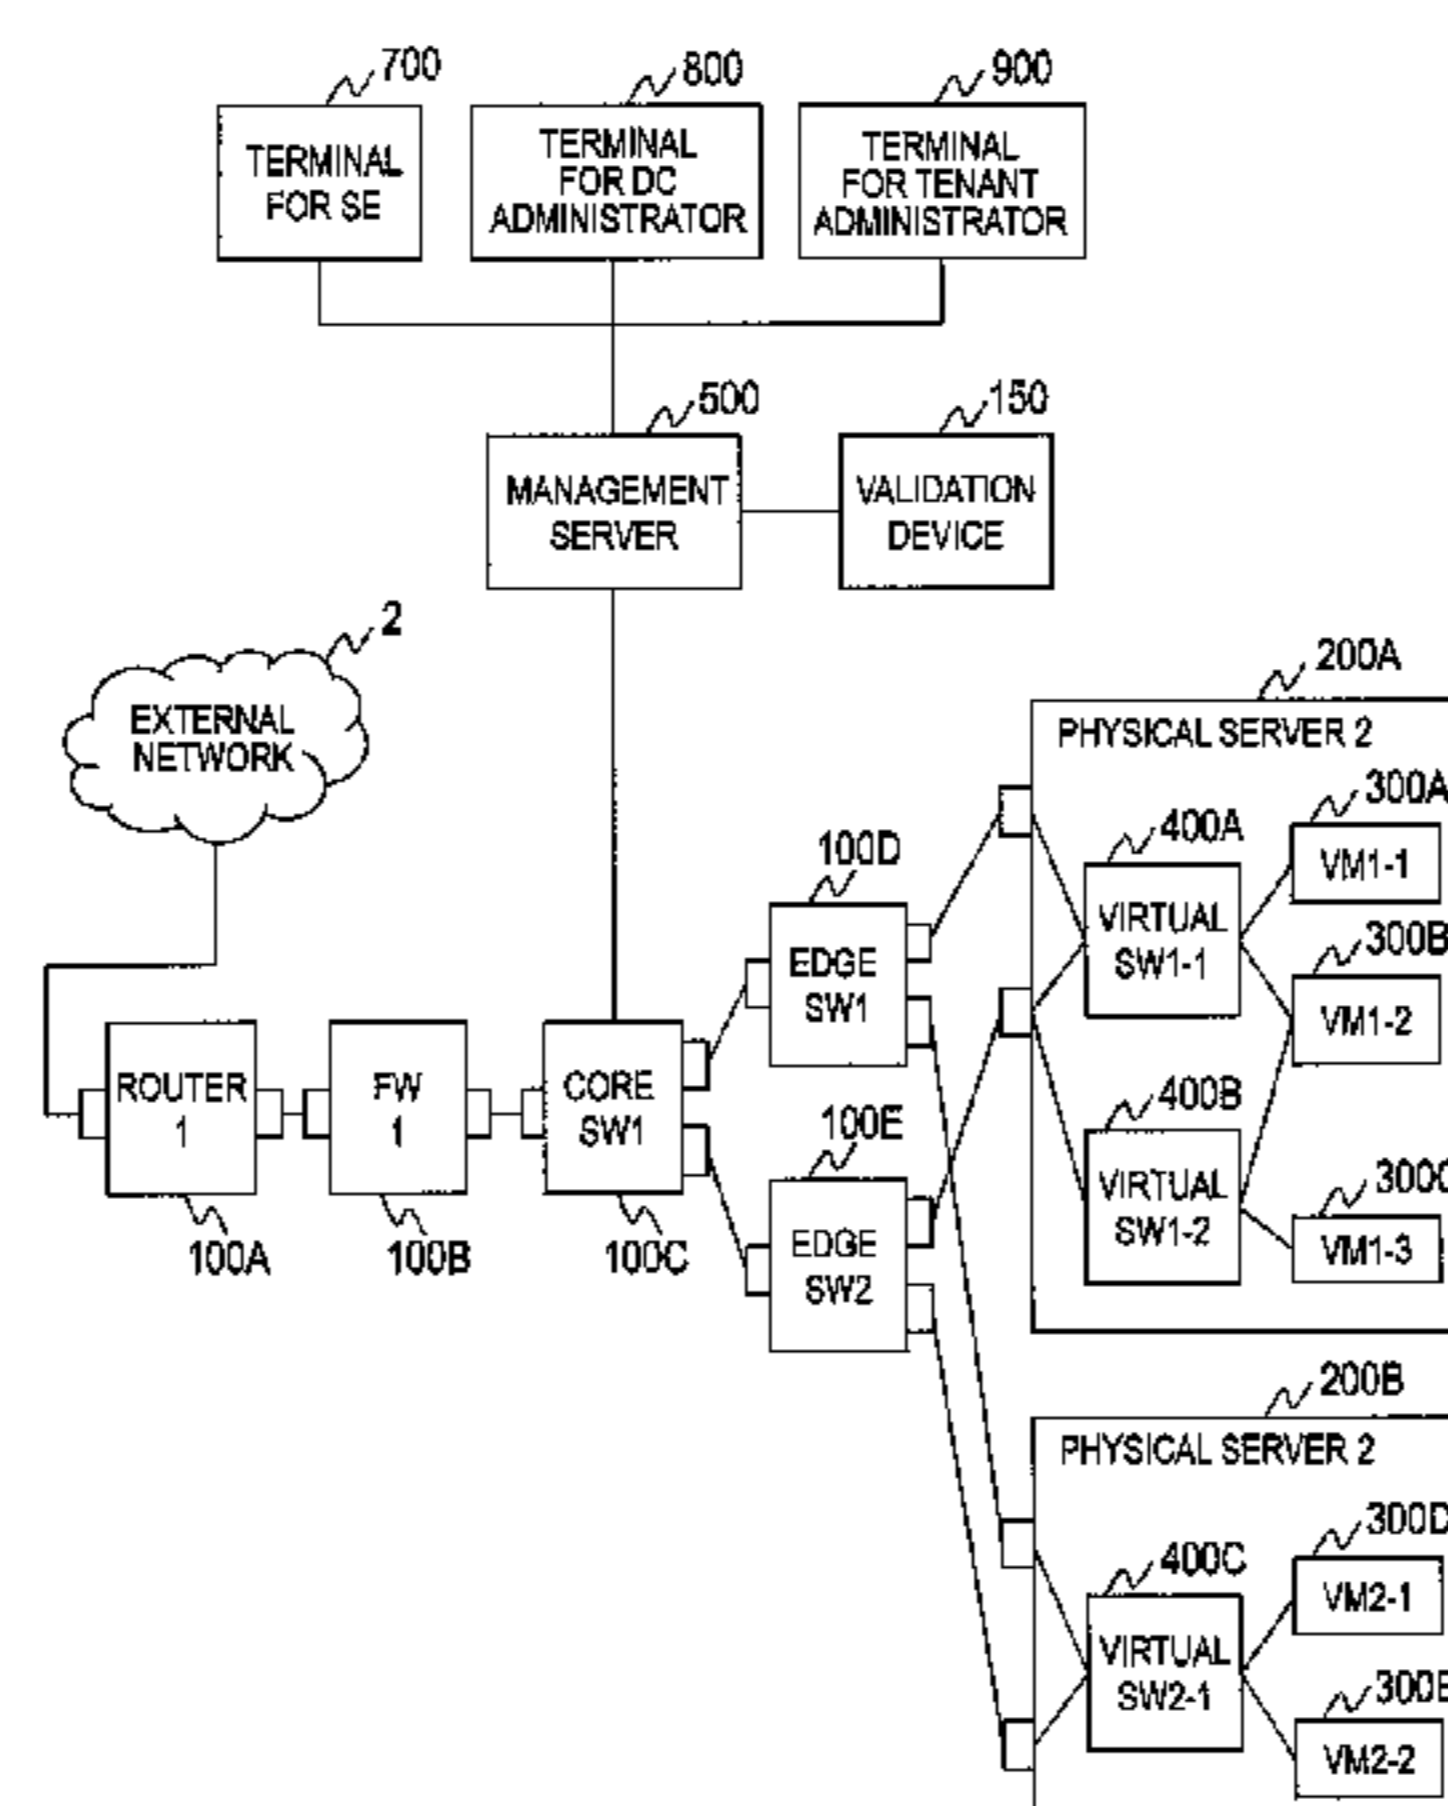 700
800
900
TERMINAL
FOR SE
TERMINAL
FOR DC
ADMINISTRATOR
TERMINAL
FOR TENANT
ADMINISTRATOR
500
150
MANAGEMENT
SERVER
VALIDATION
DEVICE
2
EXTERNAL
NETWORK
200A
PHYSICAL SERVER 2
300A
400A
VM1-1
VIRTUAL
SW1-1
300B
VM1-2
100D
EDGE
SW1
ROUTER
1
FW
1
CORE
SW1
100A
100B
100C
100E
EDGE
SW2
400B
VIRTUAL
SW1-2
300C
VM1-3
200B
PHYSICAL SERVER 2
300D
400C
VM2-1
VIRTUAL
SW2-1
300E
VM2-2